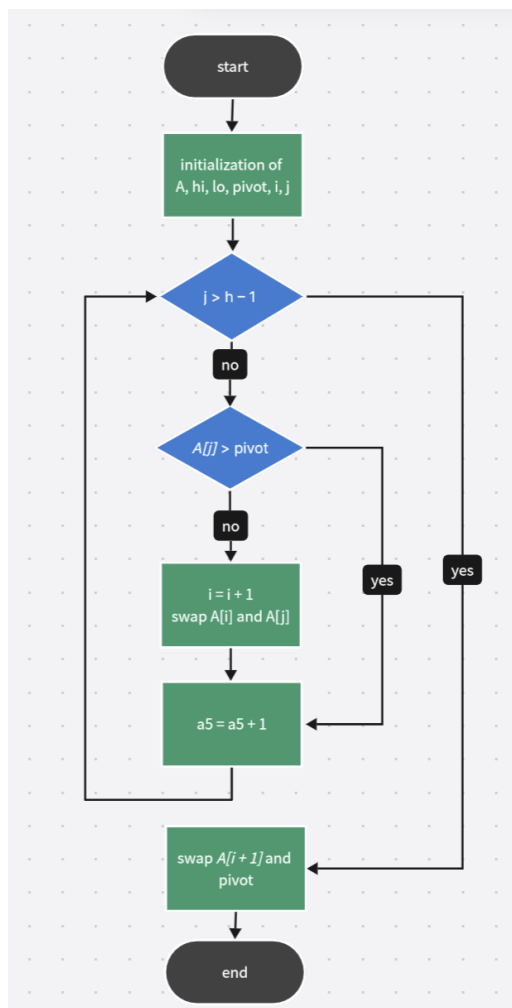 start
initialization of
A, hi, lo, pivot, i, j
j > h − 1
no
A[j] > pivot
no
i = i + 1
swap A[i] and A[j]
yes
yes
a5 = a5 + 1
swap A[i + 1] and
pivot
end